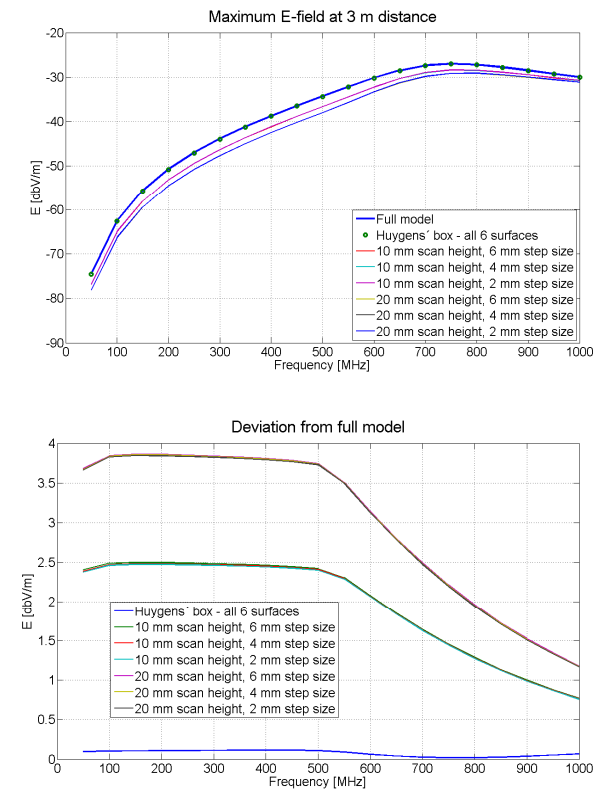 Maximum E-field at 3 m distance
-20
-30
-40
-50
-60
-70
-80
-90
E [dbV/m]
Full model
Huygens´ box - all 6 surfaces
10 mm scan height, 6 mm step size
10 mm scan height, 4 mm step size
10 mm scan height, 2 mm step size
20 mm scan height, 6 mm step size
20 mm scan height, 4 mm step size
20 mm scan height, 2 mm step size
0 100 200 300 400 500 600 700 800 900 1000
Frequency [MHz]
Deviation from full model
4
3.5
3
2.5
2
1.5
1
0.5
0
E [dbV/m]
Huygens´ box - all 6 surfaces
10 mm scan height, 6 mm step size
10 mm scan height, 4 mm step size
10 mm scan height, 2 mm step size
20 mm scan height, 6 mm step size
20 mm scan height, 4 mm step size
20 mm scan height, 2 mm step size
0 100 200 300 400 500 600 700 800 900 1000
Frequency [MHz]